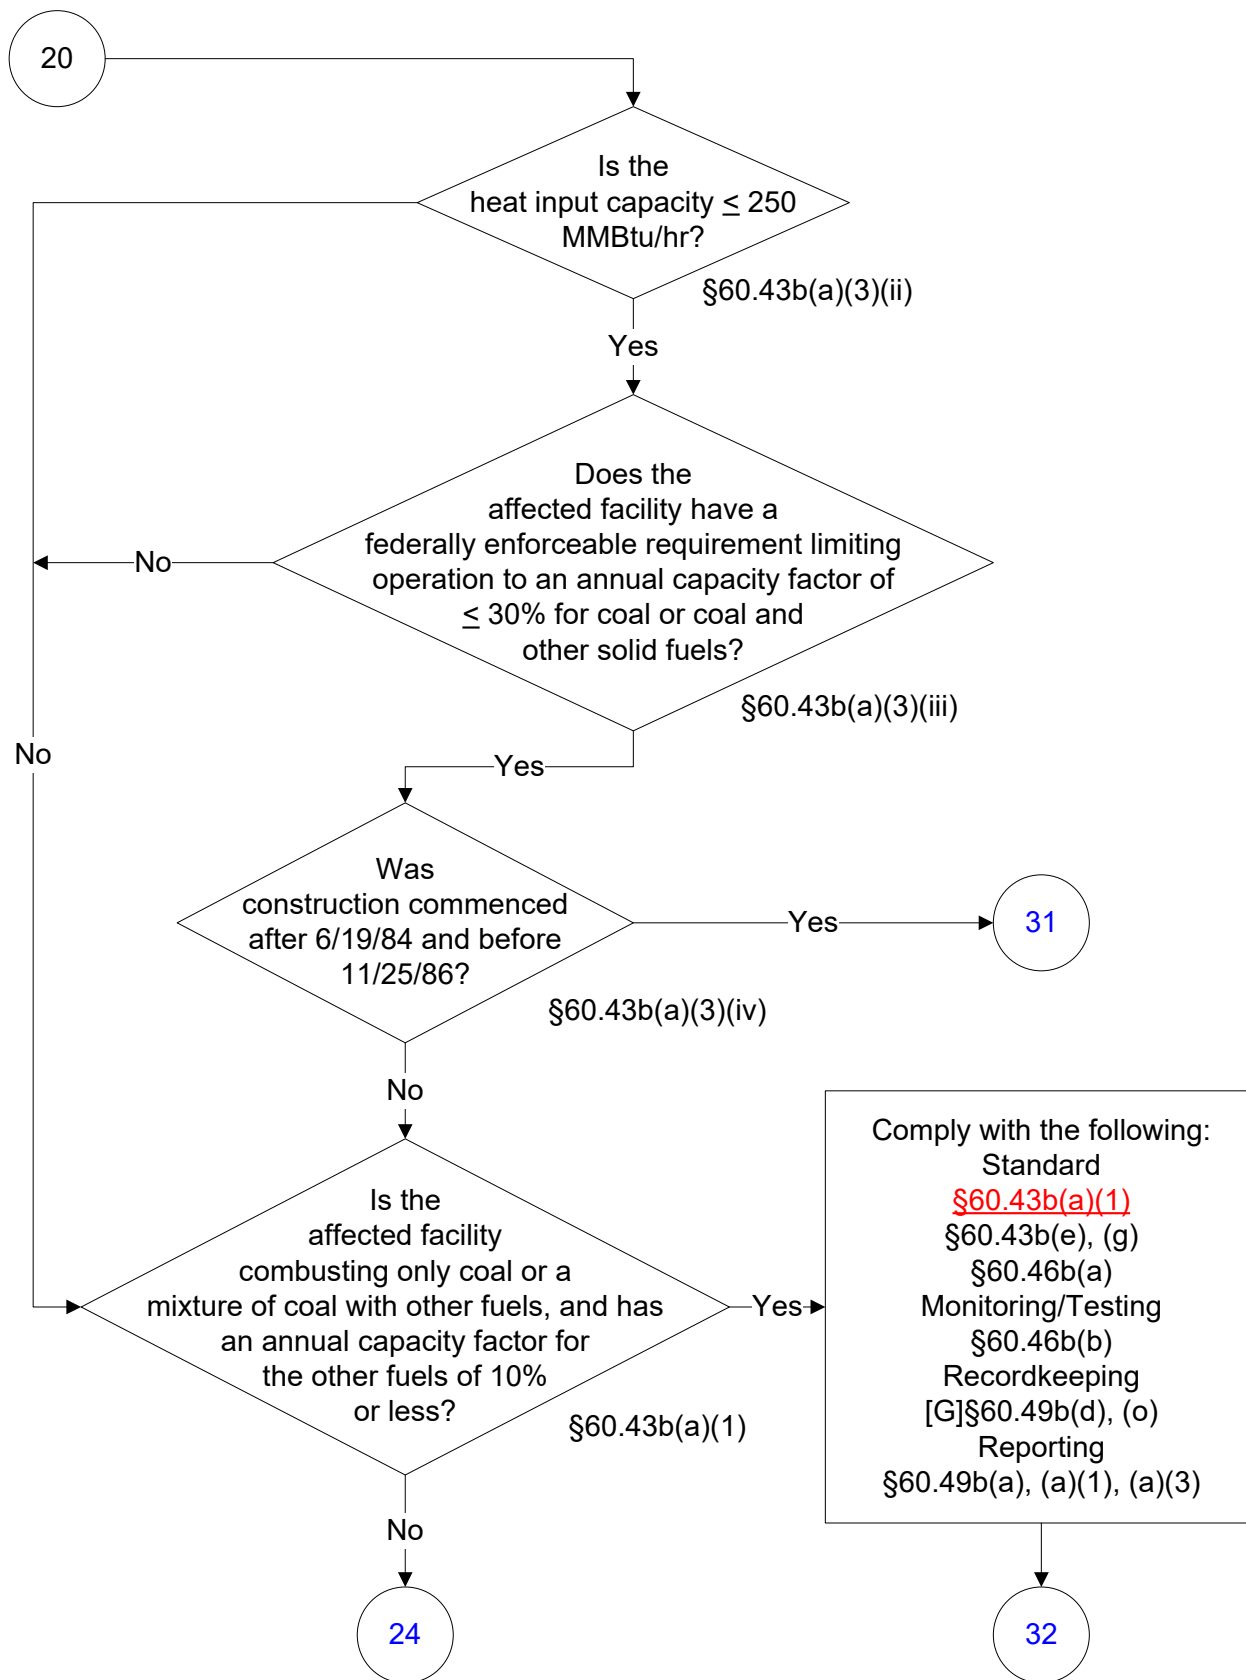 20
Is the
heat input capacity ≤ 250
MMBtu/hr?
§60.43b(a)(3)(ii)
Yes
Does the
affected facility have a
federally enforceable requirement limiting
operation to an annual capacity factor of
≤ 30% for coal or coal and
other solid fuels?
No
§60.43b(a)(3)(iii)
No
Yes
Was
construction commenced
after 6/19/84 and before
11/25/86?
Yes
31
§60.43b(a)(3)(iv)
No
Is the
affected facility
combusting only coal or a
mixture of coal with other fuels, and has
an annual capacity factor for
the other fuels of 10%
or less?
§60.43b(a)(1)
Yes
Comply with the following:
Standard
§60.43b(a)(1)
§60.43b(e), (g)
§60.46b(a)
Monitoring/Testing
§60.46b(b)
Recordkeeping
[G]§60.49b(d), (o)
Reporting
§60.49b(a), (a)(1), (a)(3)
No
24
32